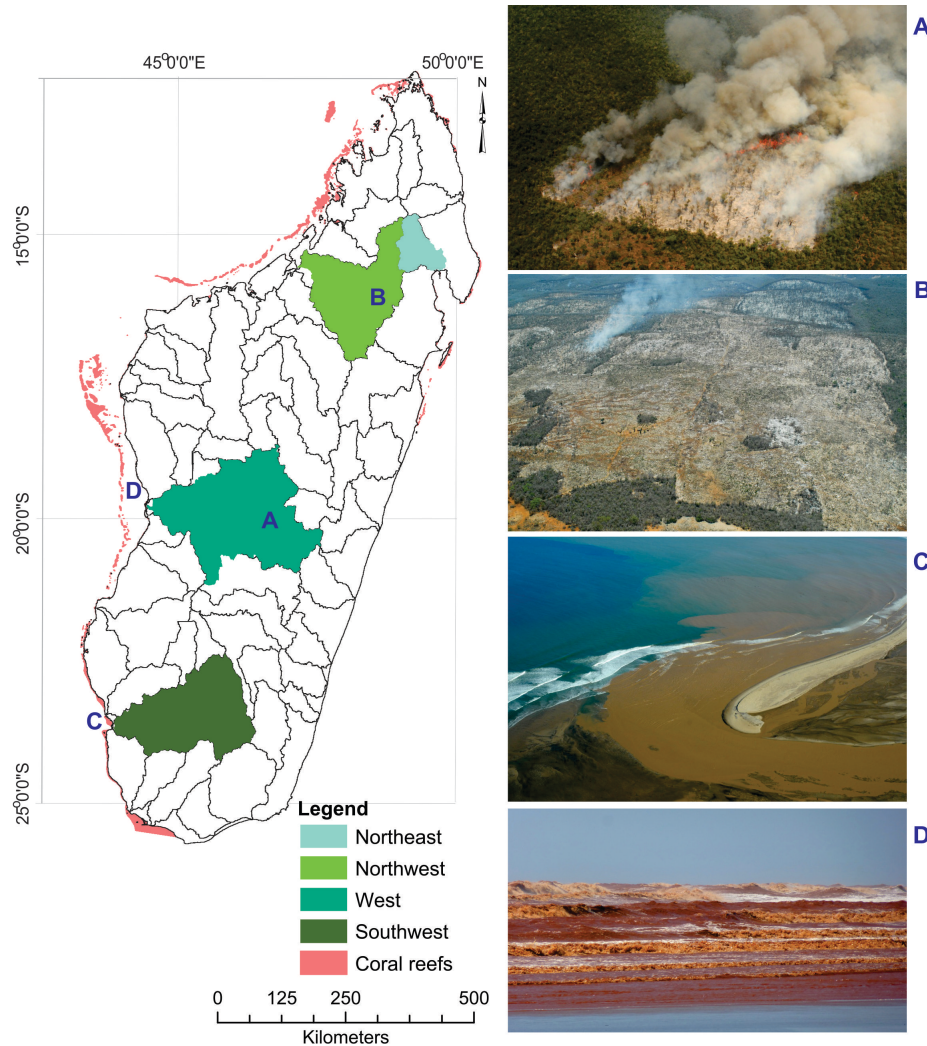 45°0'0"E
50°0'0"E
N
15°0'0"S
20°0'0"S
25°0'0"S
B
D
A
C
Legend
Northeast
Northwest
West
Southwest
Coral reefs
0 125 250 500
Kilometers
A
B
C
D